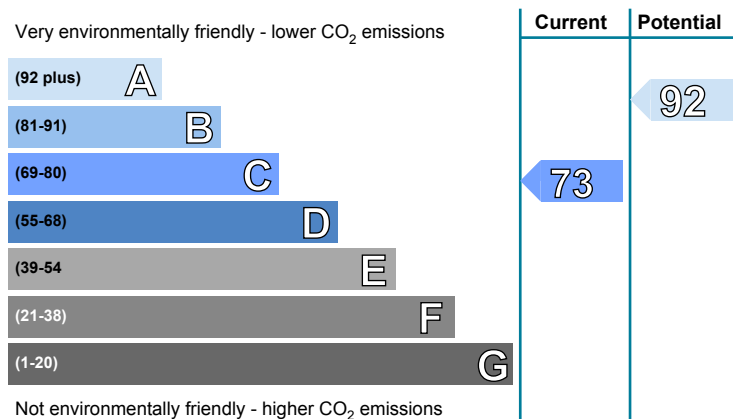 Very environmentally friendly - lower CO₂ emissions
Current
Potential
(92 plus) A
92
(81-91) B
(69-80) C
73
(55-68) D
(39-54 E
(21-38) F
(1-20) G
Not environmentally friendly - higher CO₂ emissions